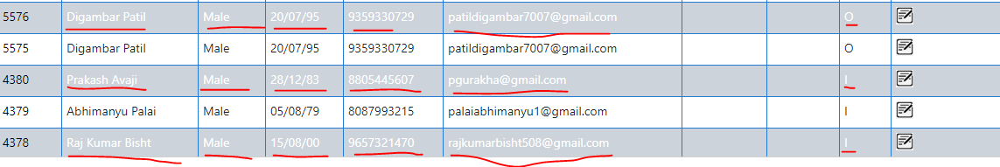 5576 Digambar Patil Male 20/07/95 9359330729 patildigambar7007@gmail.com O
5575 Digambar Patil Male 20/07/95 9359330729 patildigambar7007@gmail.com O
4380 Prakash Avaji Male 28/12/83 8805445607 pgurakha@gmail.com I
4379 Abhimanyu Palai Male 05/08/79 8087993215 palaiabhimanyu1@gmail.com I
4378 Raj Kumar Bisht Male 15/08/00 9657321470 rajkumarbisht508@gmail.com I